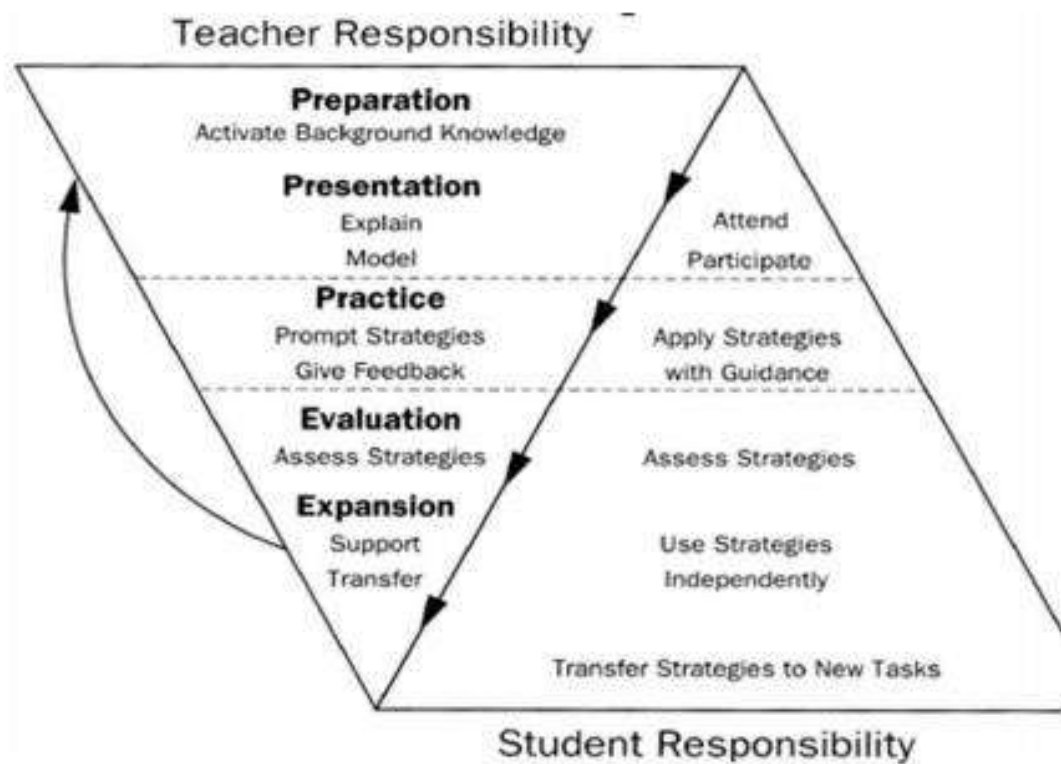 Teacher Responsibility
Preparation
Activate Background Knowledge
Presentation
Explain
Model
Attend
Participate
Practice
Prompt Strategies
Give Feedback
Apply Strategies
with Guidance
Evaluation
Assess Strategies
Assess Strategies
Expansion
Support
Transfer
Use Strategies
Independently
Transfer Strategies to New Tasks
Student Responsibility